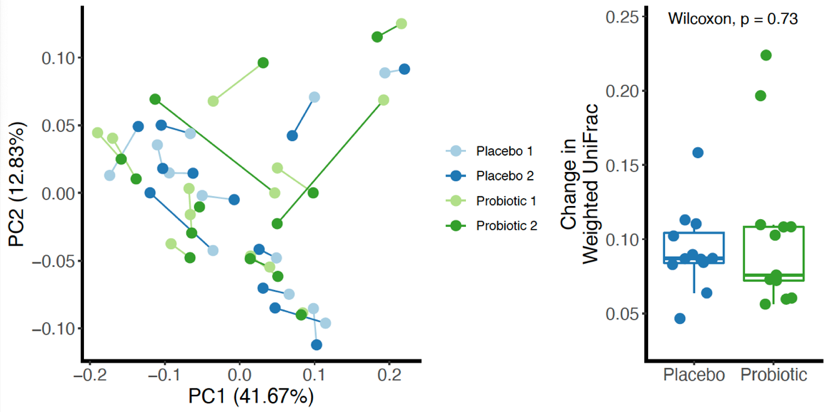 PC2 (12.83%)
0.10
0.05
0.00
−0.05
−0.10
−0.2
−0.1
0.0
0.1
0.2
PC1 (41.67%)
Placebo 1
Placebo 2
Probiotic 1
Probiotic 2
Change in
Weighted UniFrac
0.25
0.20
0.15
0.10
0.05
Wilcoxon, p = 0.73
Placebo
Probiotic